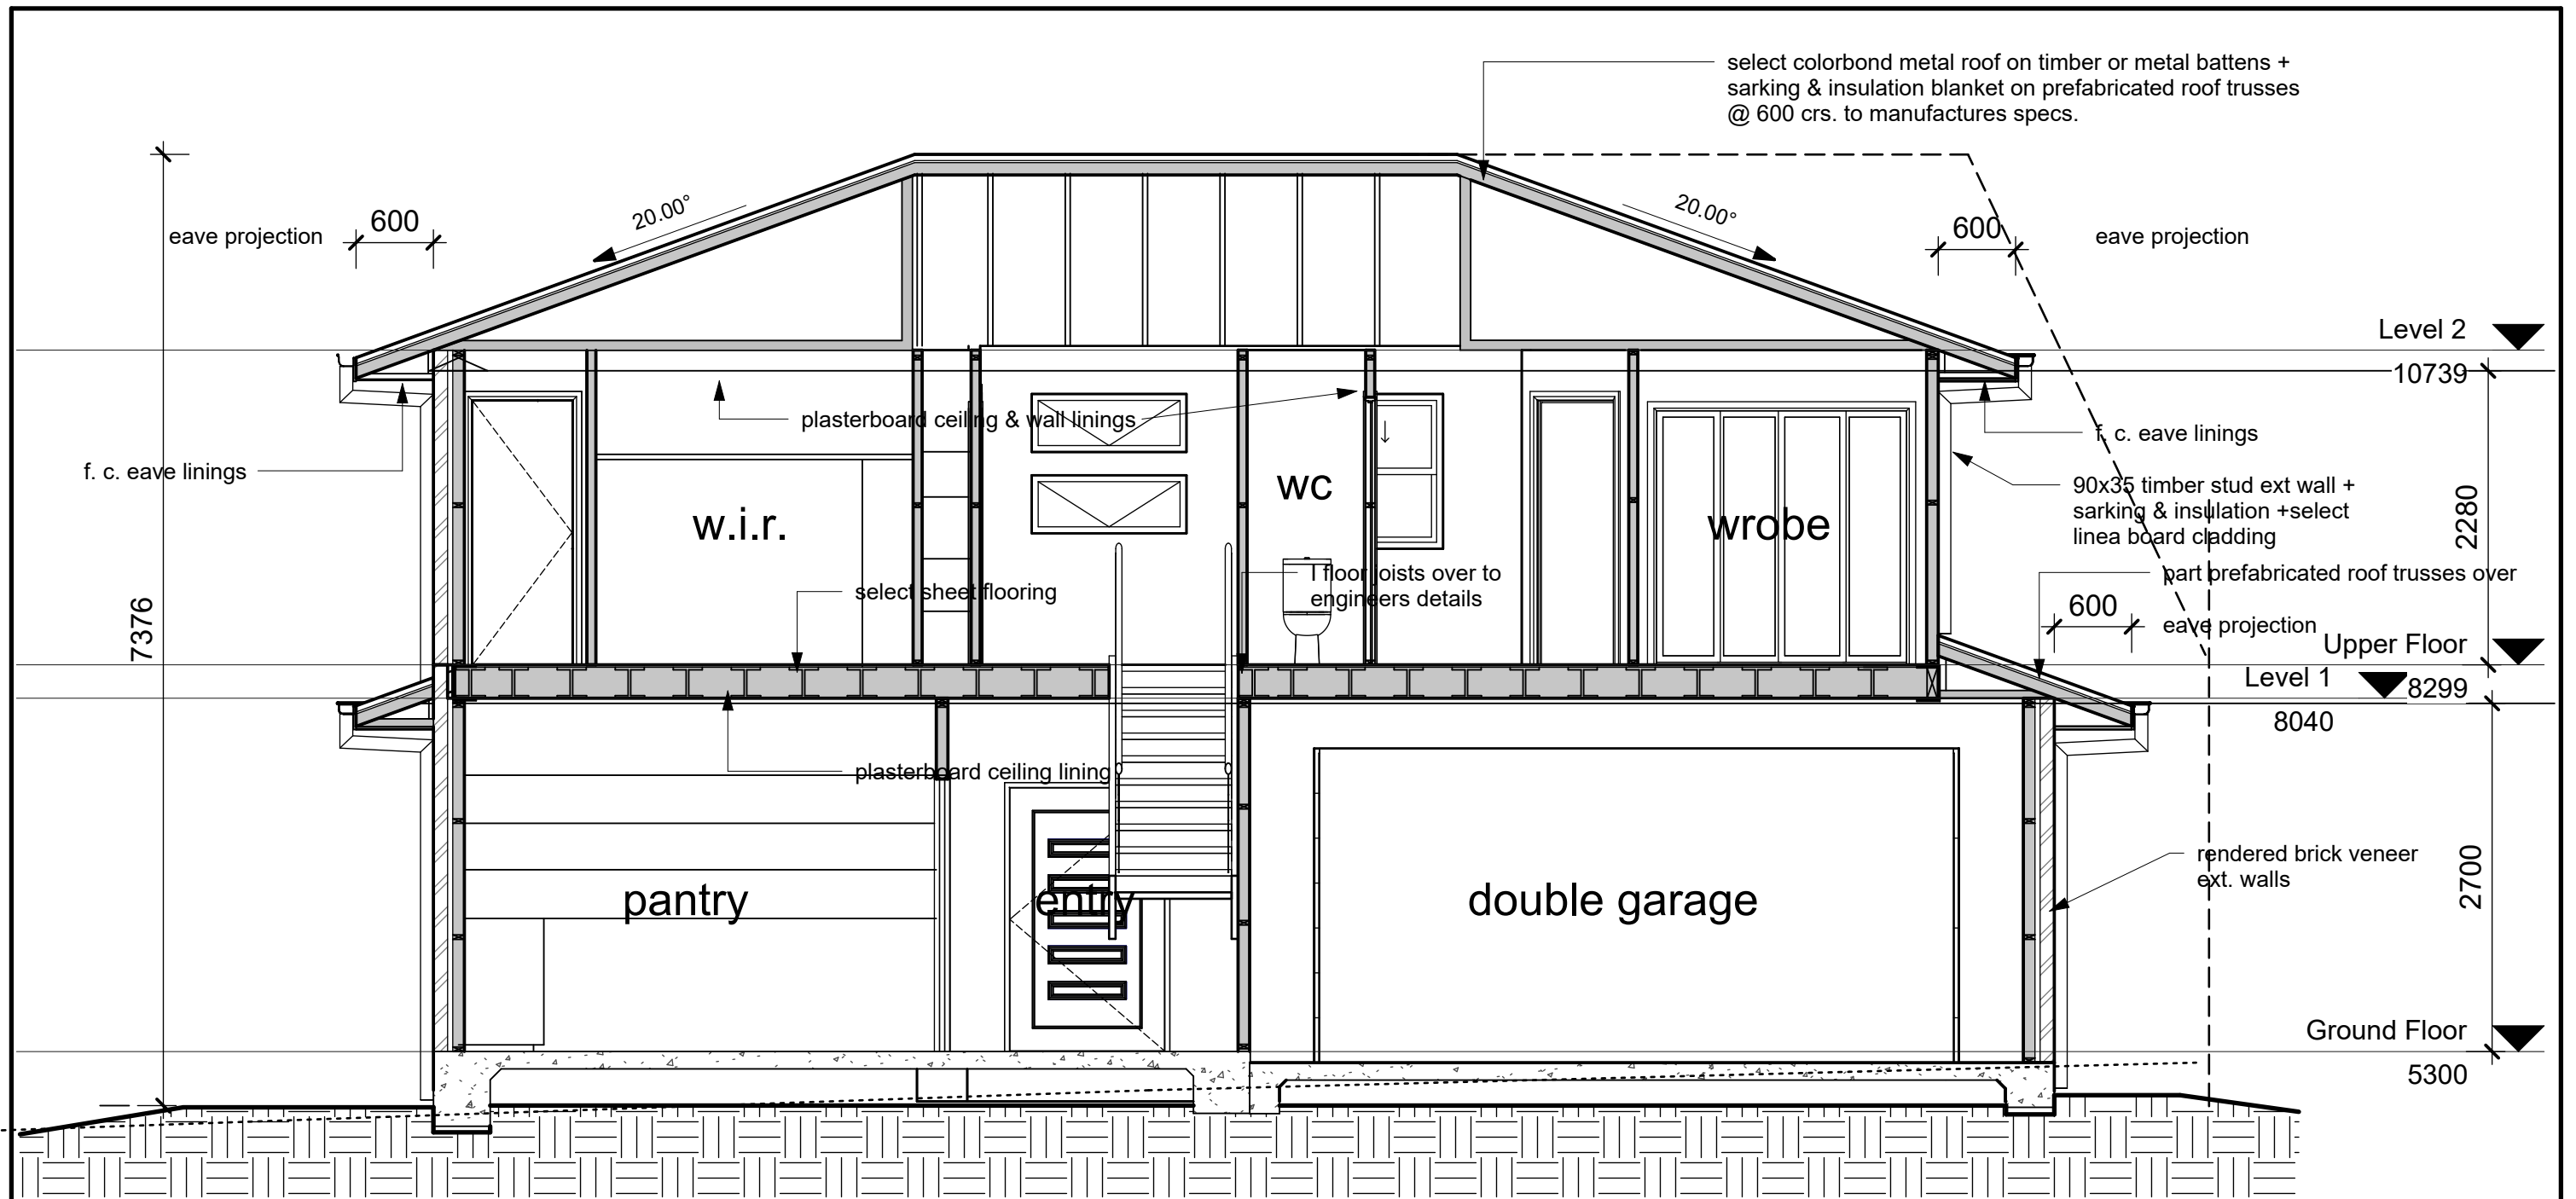 select colorbond metal roof on timber or metal battens +
sarking & insulation blanket on prefabricated roof trusses
@ 600 crs. to manufactures specs.
20.00°
20.00°
600
eave projection
600
eave projection
Level 2
10739
plasterboard ceiling & wall linings
f. c. eave linings
f. c. eave linings
90x35 timber stud ext wall +
sarking & insulation +select
linea board cladding
2280
w.i.r.
wc
wrobe
select sheet flooring
I floor joists over to
engineers details
part prefabricated roof trusses over
600
eave projection
7376
Upper Floor
8299
Level 1
8040
plasterboard ceiling lining
rendered brick veneer
ext. walls
2700
pantry
entry
double garage
Ground Floor
5300